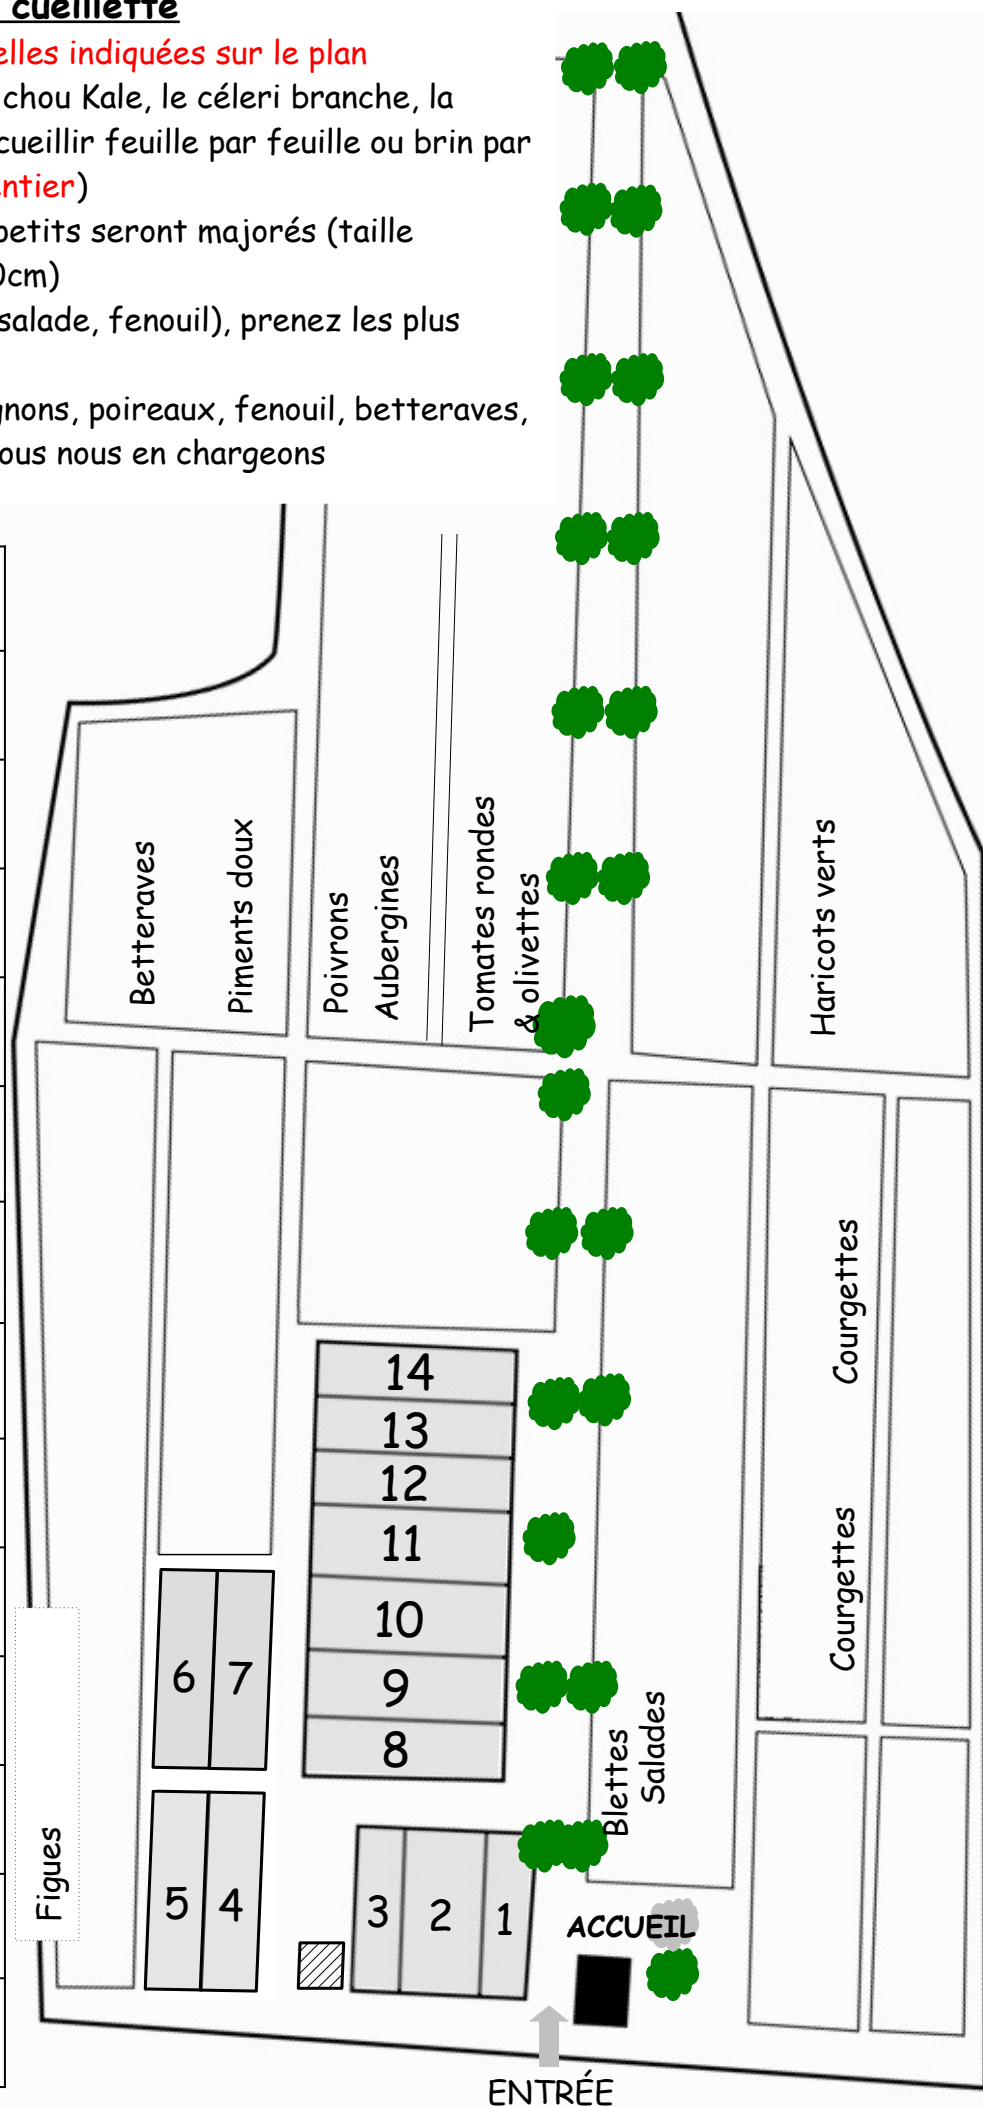 cueillette
elles indiquées sur le plan
chou Kale, le céleri branche, la
cueillir feuille par feuille ou brin par
entier)
petits seront majorés (taille
0cm)
salade, fenouil), prenez les plus
gnons, poireaux, fenouil, betteraves,
ous nous en chargeons
Betteraves
Piments doux
Poivrons
Aubergines
Tomates rondes
& olivettes
Haricots verts
Courgettes
14
13
12
11
10
9
8
Courgettes
6 7
Blettes
Salades
Figues
5 4
3 2 1
ACCUEIL
ENTRÉE